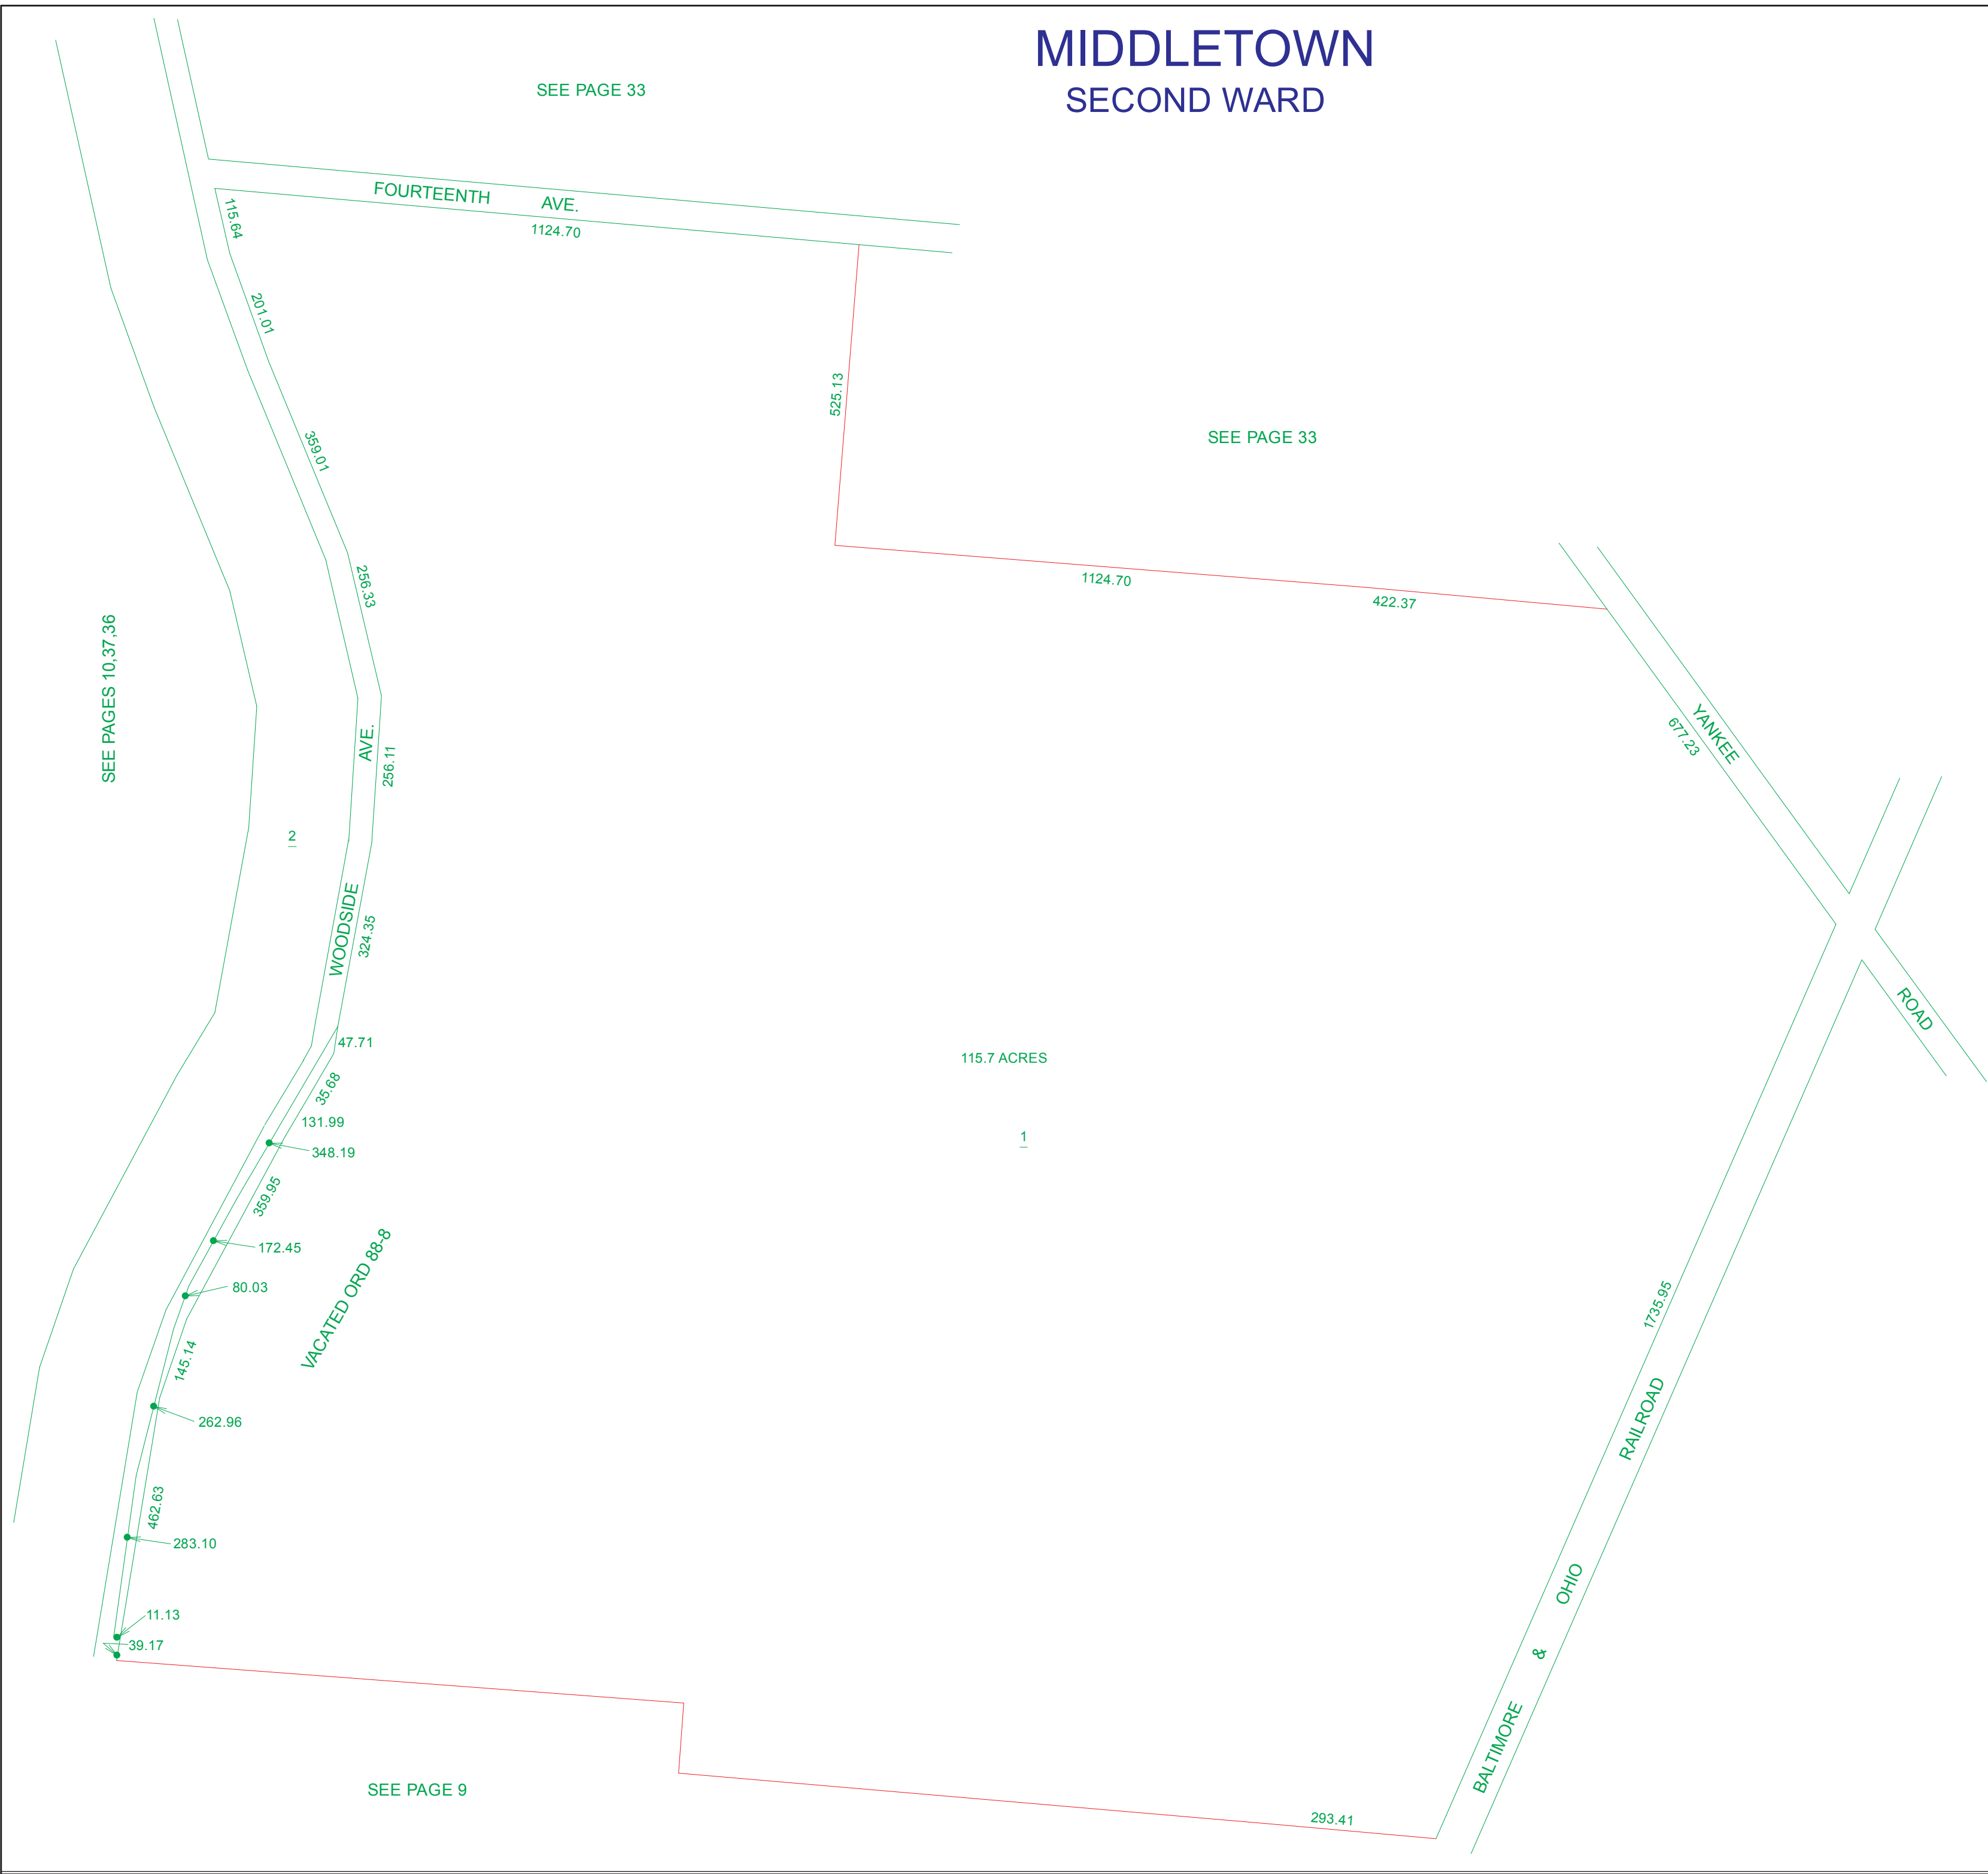 MIDDLETOWN
SECOND WARD
SEE PAGE 33
FOURTEENTH AVE.
1124.70
115.64
201.01
359.01
525.13
SEE PAGE 33
256.33
1124.70
422.37
SEE PAGES 10,37,36
YANKEE
677.23
AVE.
256.11
2
WOODSIDE
324.35
ROAD
47.71
115.7 ACRES
35.68
131.99
1
348.19
359.95
172.45
80.03
VACATED ORD 88-8
145.14
1735.95
262.96
RAILROAD
462.63
283.10
OHIO
11.13
39.17
&
BALTIMORE
SEE PAGE 9
293.41